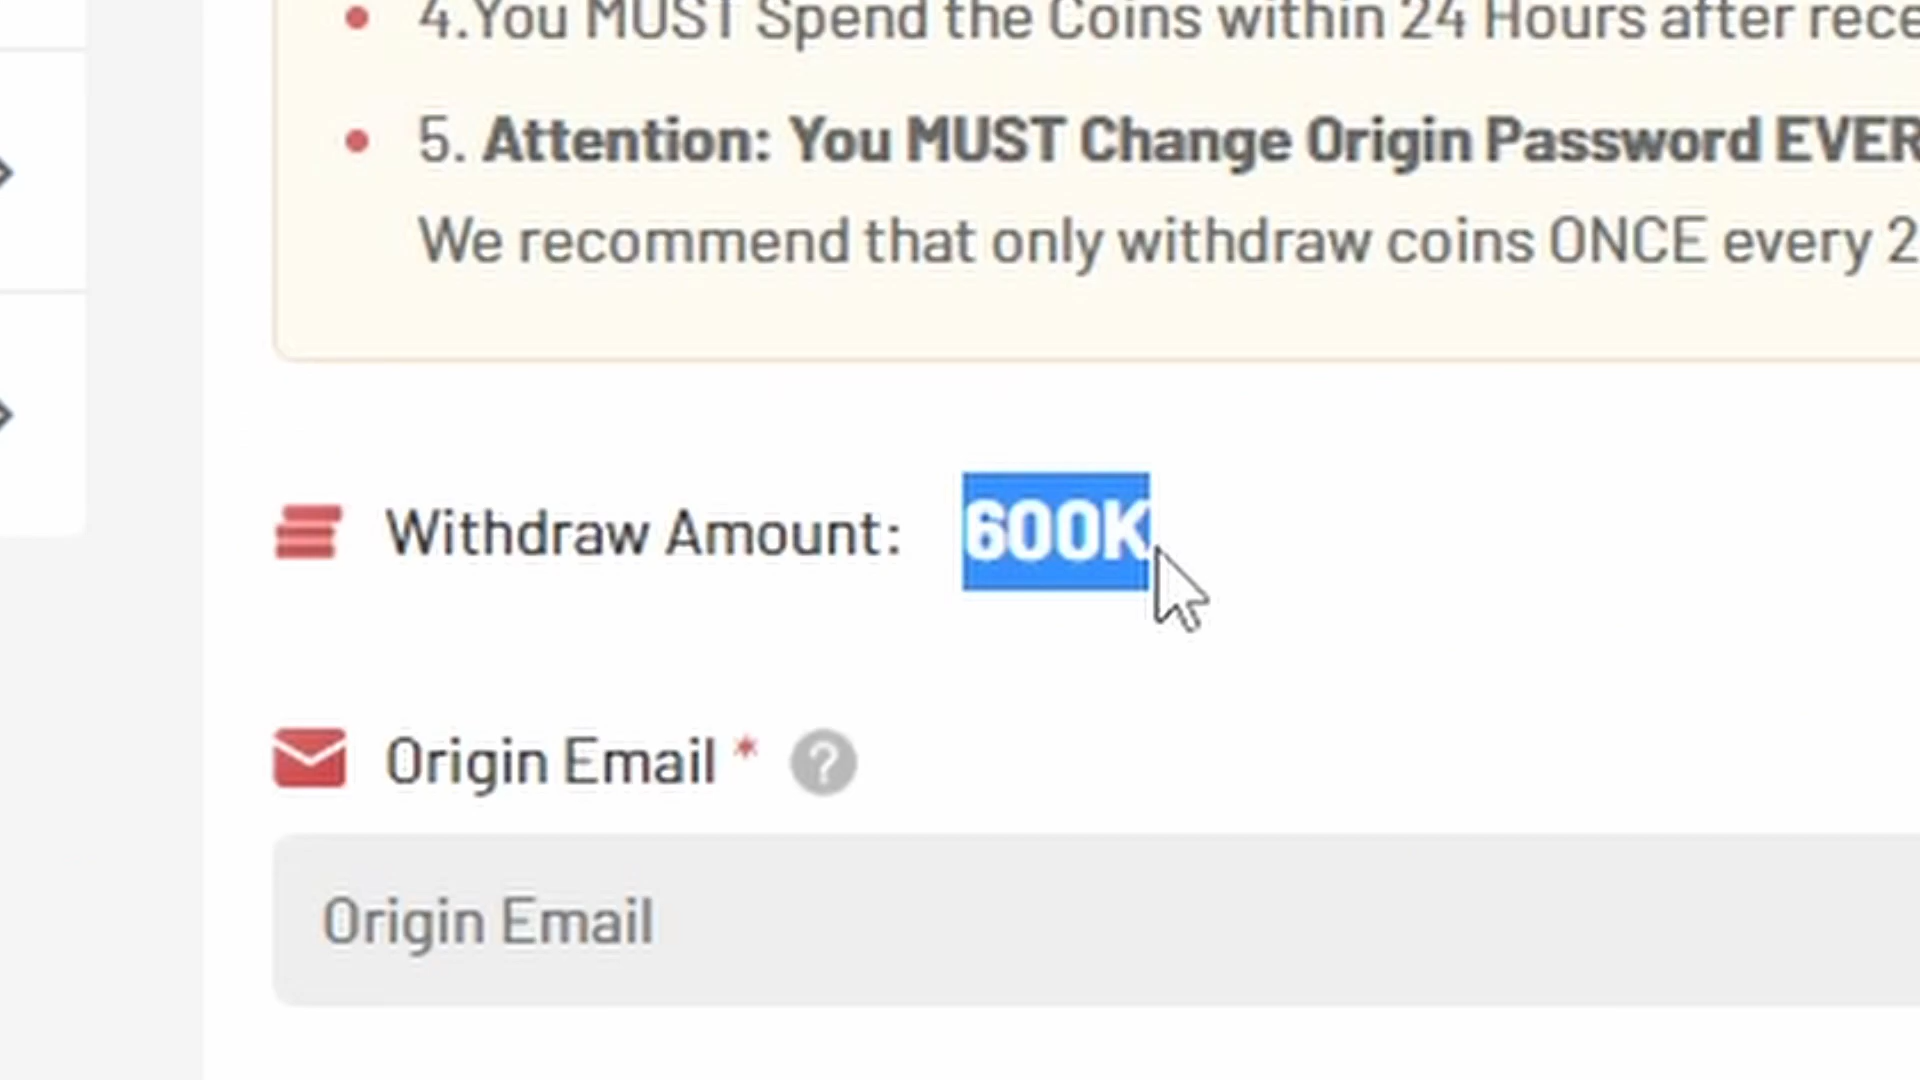 4.You MUST Spend the Coins within 24 Hours after rece
5. Attention: You MUST Change Origin Password EVER
We recommend that only withdraw coins ONCE every 2
Withdraw Amount: 600K
Origin Email * ?
Origin Email